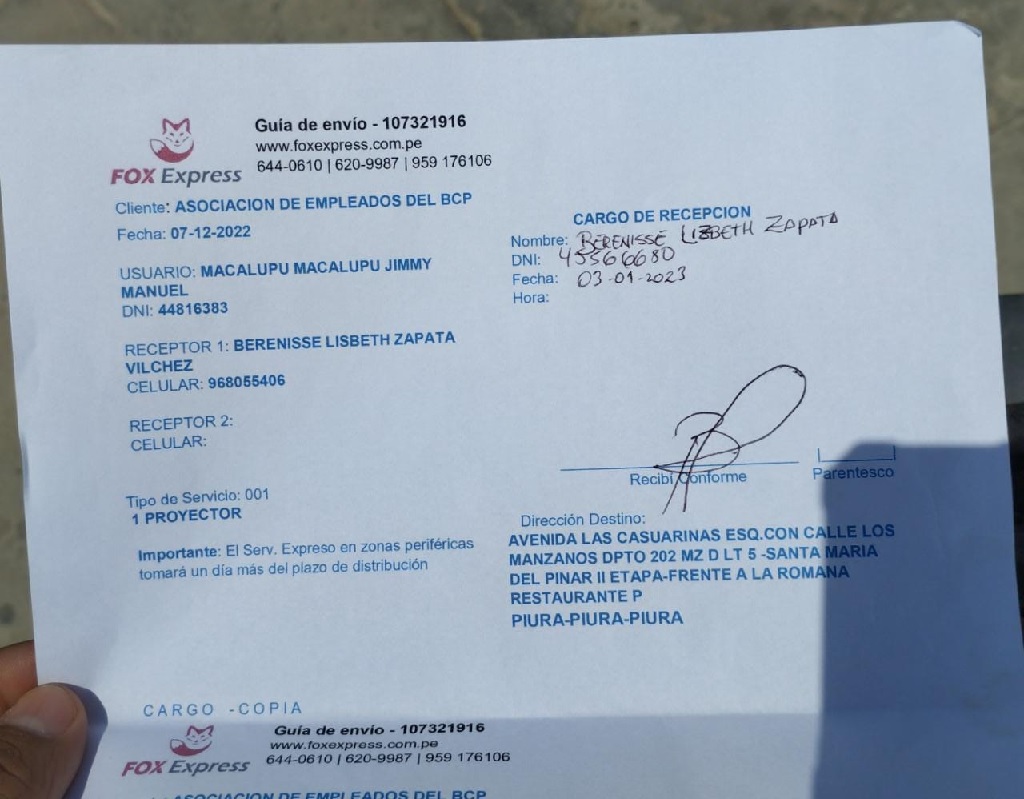 Guía de envío - 107321916
www.foxexpress.com.pe
644-0610 | 620-9987 | 959 176106
FOX Express
Cliente: ASOCIACION DE EMPLEADOS DEL BCP
Fecha: 07-12-2022
USUARIO: MACALUPU MACALUPU JIMMY
MANUEL
DNI: 44816383
RECEPTOR 1: BERENISSE LISBETH ZAPATA
VILCHEZ
CELULAR: 968055406
RECEPTOR 2:
CELULAR:
Tipo de Servicio: 001
1 PROYECTOR
Importante: El Serv. Expreso en zonas periféricas
tomará un día más del plazo de distribución
CARGO DE RECEPCION
Nombre: BERENISSE LIZBETH ZAPATA
DNI: 45566680
Fecha: 03-01-2023
Hora:
Recibí Conforme
Parentesco
Dirección Destino:
AVENIDA LAS CASUARINAS ESQ.CON CALLE LOS
MANZANOS DPTO 202 MZ D LT 5 -SANTA MARIA
DEL PINAR II ETAPA-FRENTE A LA ROMANA
RESTAURANTE P
PIURA-PIURA-PIURA
CARGO -COPIA
Guía de envío - 107321916
www.foxexpress.com.pe
644-0610 | 620-9987 | 959 176106
FOX Express
ASOCIACION DE EMPLEADOS DEL BCP